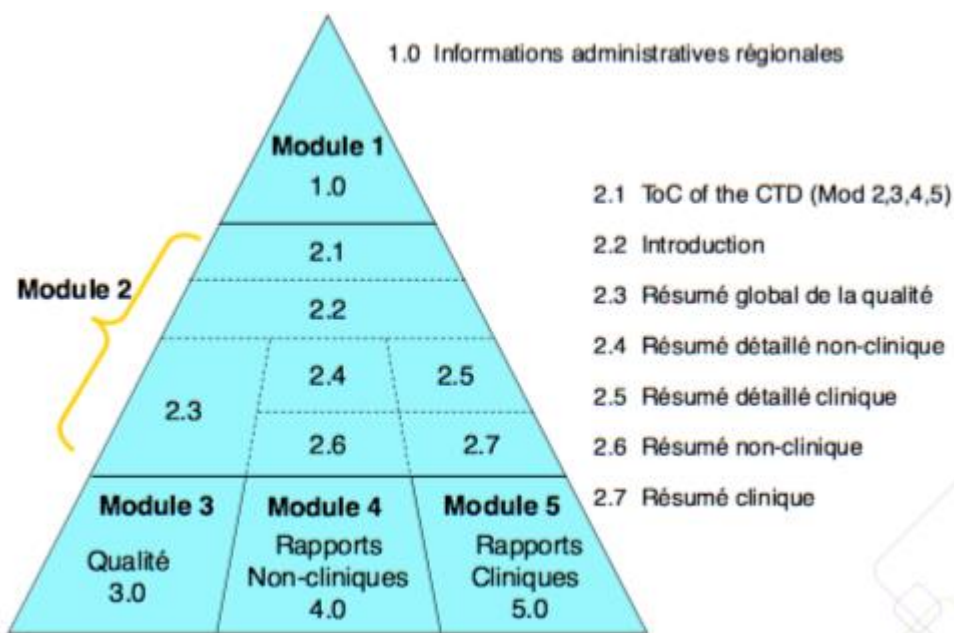 1.0 Informations administratives régionales
Module 1
1.0
Module 2
2.1
2.2
2.3
2.4
2.5
2.6
2.7
Module 3
Qualité
3.0
Module 4
Rapports
Non-cliniques
4.0
Module 5
Rapports
Cliniques
5.0
2.1 ToC of the CTD (Mod 2,3,4,5)
2.2 Introduction
2.3 Résumé global de la qualité
2.4 Résumé détaillé non-clinique
2.5 Résumé détaillé clinique
2.6 Résumé non-clinique
2.7 Résumé clinique